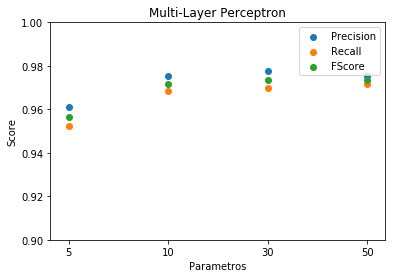 Multi-Layer Perceptron
1.00
0.98
0.96
0.94
0.92
0.90
Score
Precision
Recall
FScore
5
10
30
50
Parametros